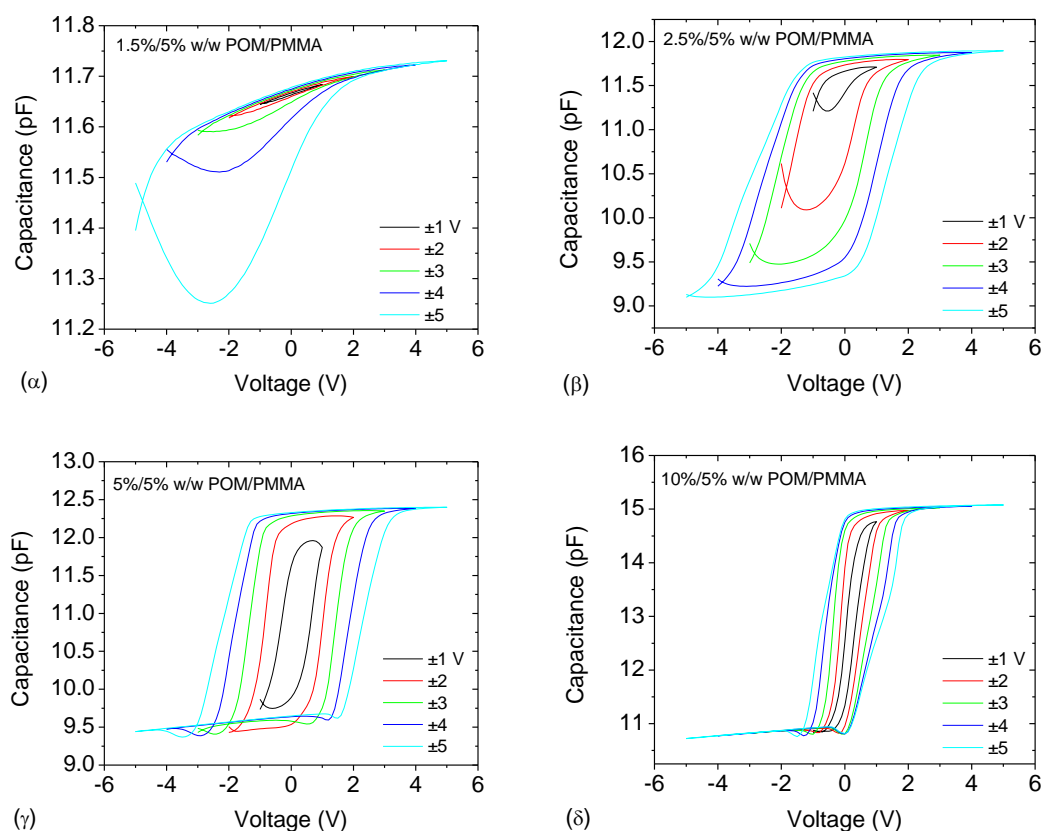 1.5%/5% w/w POM/PMMA
11.8
11.7
11.6
11.5
11.4
11.3
11.2
Capacitance (pF)
±1 V
±2
±3
±4
±5
-6 -4 -2 0 2 4 6
Voltage (V)
(α)
2.5%/5% w/w POM/PMMA
12.0
11.5
11.0
10.5
10.0
9.5
9.0
Capacitance (pF)
±1 V
±2
±3
±4
±5
-6 -4 -2 0 2 4 6
Voltage (V)
(β)
5%/5% w/w POM/PMMA
13.0
12.5
12.0
11.5
11.0
10.5
10.0
9.5
9.0
Capacitance (pF)
±1 V
±2
±3
±4
±5
-6 -4 -2 0 2 4 6
Voltage (V)
(γ)
10%/5% w/w POM/PMMA
16
15
14
13
12
11
Capacitance (pF)
±1 V
±2
±3
±4
±5
-6 -4 -2 0 2 4 6
Voltage (V)
(δ)